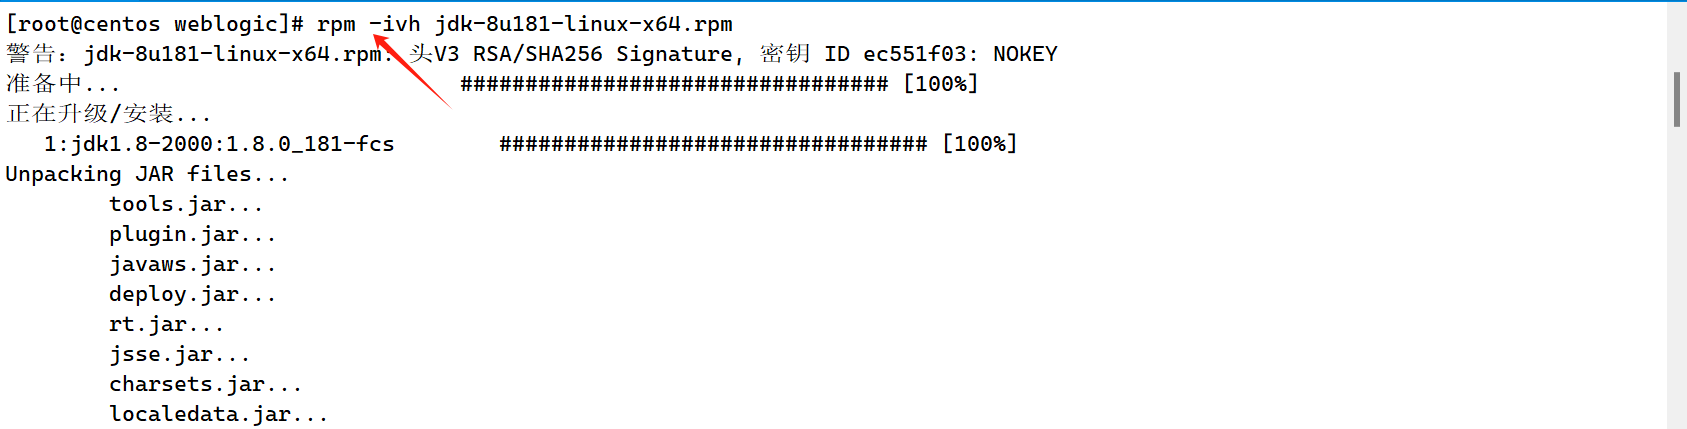 [root@centos weblogic]# rpm -ivh jdk-8u181-linux-x64.rpm
警告：jdk-8u181-linux-x64.rpm: 头V3 RSA/SHA256 Signature, 密钥 ID ec551f03: NOKEY
准备中... ################################# [100%]
正在升级/安装...
1:jdk1.8-2000:1.8.0_181-fcs ################################# [100%]
Unpacking JAR files...
tools.jar...
plugin.jar...
javaws.jar...
deploy.jar...
rt.jar...
jsse.jar...
charsets.jar...
localedata.jar...